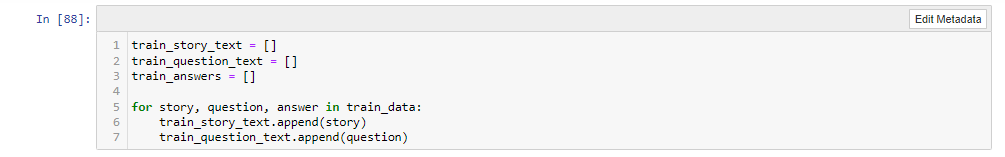 In [88]:
Edit Metadata
1 train_story_text = []
2 train_question_text = []
3 train_answers = []
4
5 for story, question, answer in train_data:
6     train_story_text.append(story)
7     train_question_text.append(question)